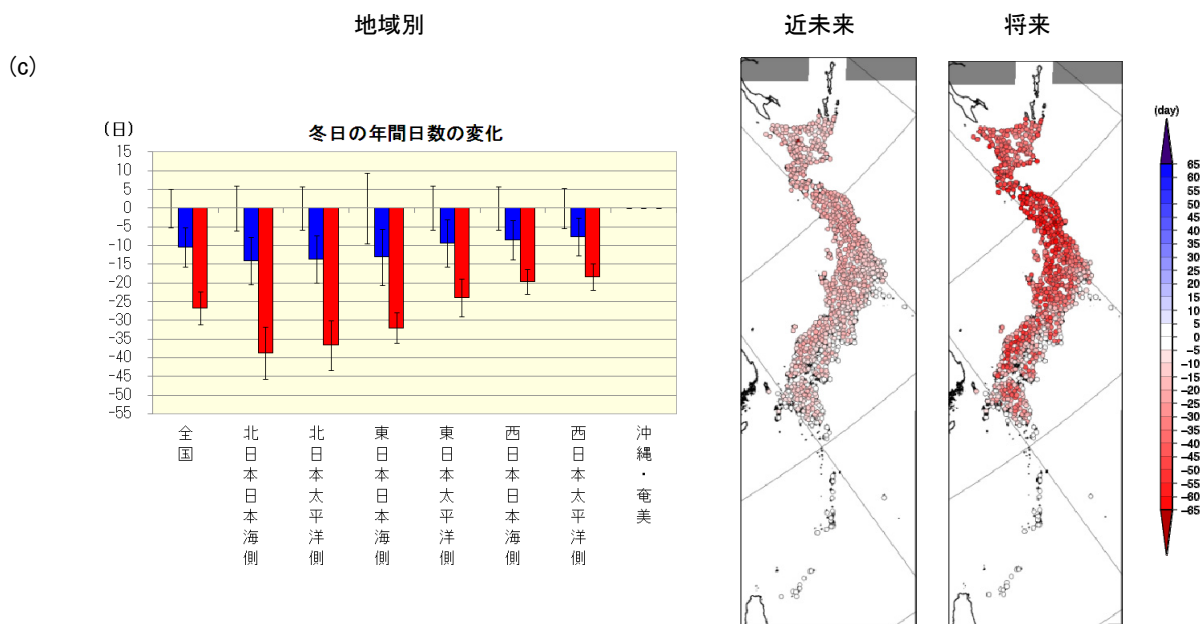 地域別
近未来
将来
(c)
(日)
冬日の年間日数の変化
15
10
5
0
-5
-10
-15
-20
-25
-30
-35
-40
-45
-50
-55
全国
北日本日本海側
北日本太平洋側
東日本日本海側
東日本太平洋側
西日本日本海側
西日本太平洋側
沖縄・奄美
(day)
65
60
55
50
45
40
35
30
25
20
15
10
5
0
-5
-10
-15
-20
-25
-30
-35
-40
-45
-50
-55
-60
-65